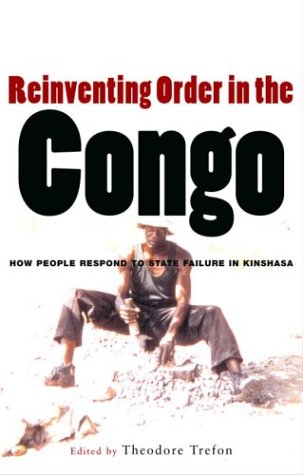 Reinventing Order in the
Congo
HOW PEOPLE RESPOND TO STATE FAILURE IN KINSHASA
Edited by Theodore Trefon